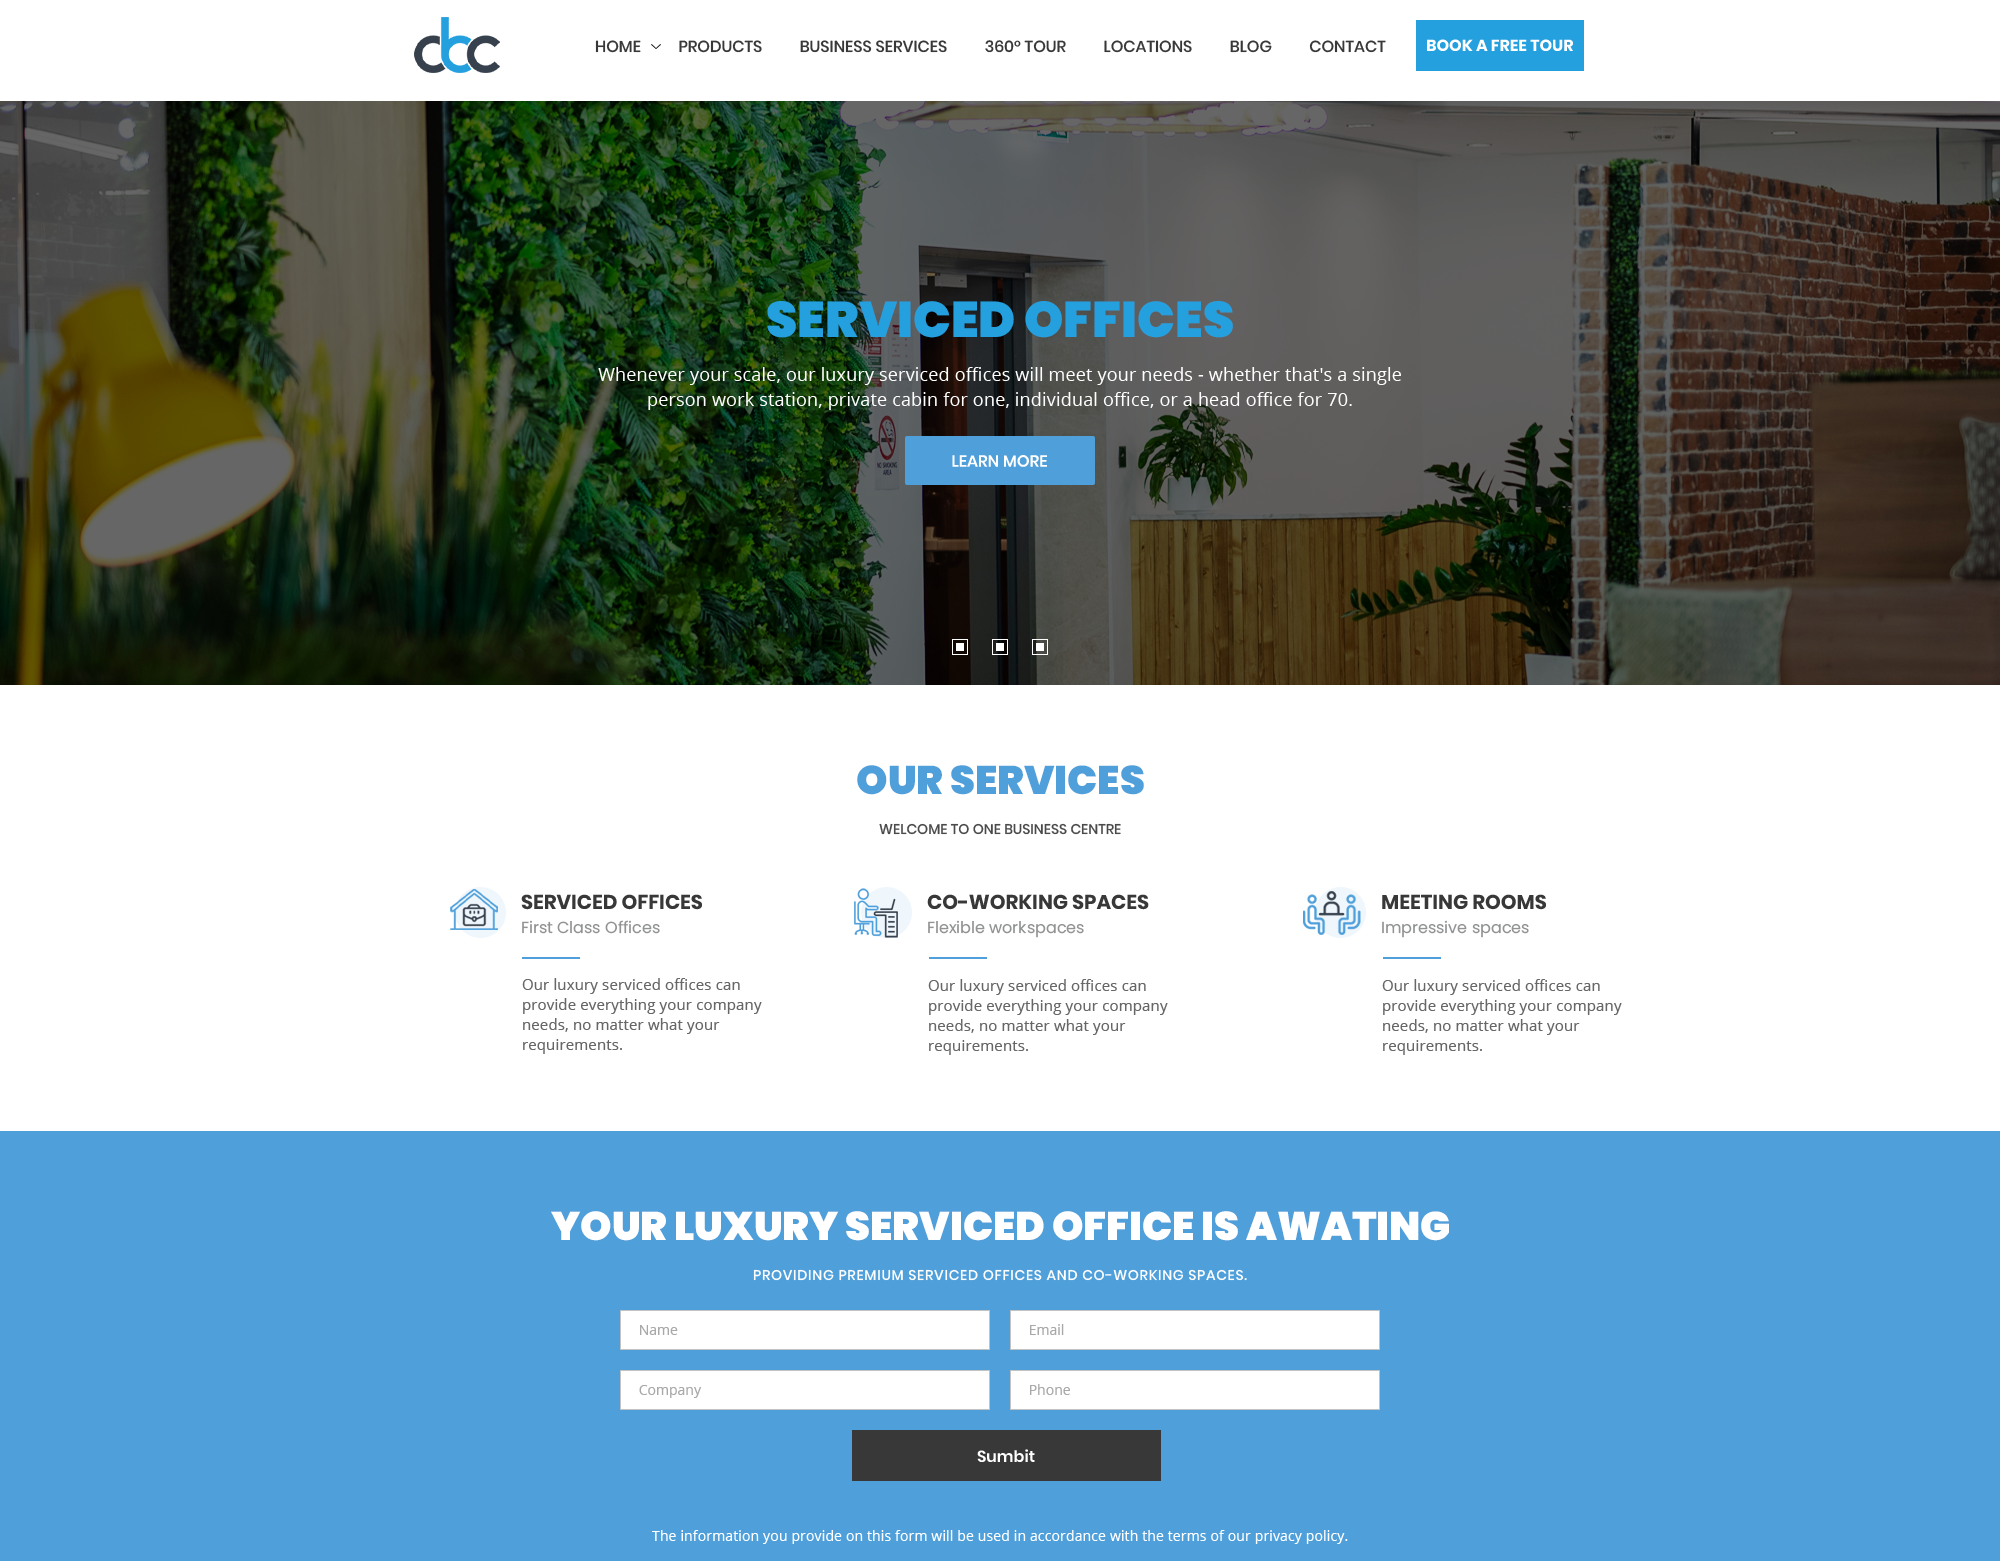 cbc
HOME PRODUCTS BUSINESS SERVICES 360° TOUR LOCATIONS BLOG CONTACT BOOK A FREE TOUR
SERVICED OFFICES
Whenever your scale, our luxury serviced offices will meet your needs - whether that's a single
person work station, private cabin for one, individual office, or a head office for 70.
NO SMOKING
AREA
LEARN MORE
OUR SERVICES
WELCOME TO ONE BUSINESS CENTRE
SERVICED OFFICES
First Class Offices
Our luxury serviced offices can
provide everything your company
needs, no matter what your
requirements.
CO-WORKING SPACES
Flexible workspaces
Our luxury serviced offices can
provide everything your company
needs, no matter what your
requirements.
MEETING ROOMS
Impressive spaces
Our luxury serviced offices can
provide everything your company
needs, no matter what your
requirements.
YOUR LUXURY SERVICED OFFICE IS AWATING
PROVIDING PREMIUM SERVICED OFFICES AND CO-WORKING SPACES.
Name Email
Company Phone
Sumbit
The information you provide on this form will be used in accordance with the terms of our privacy policy.